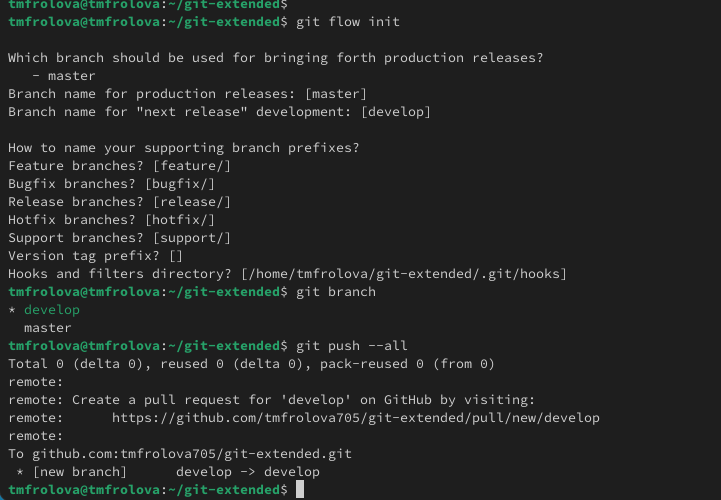 tmfrolova@tmfrolova:~/git-extended$
tmfrolova@tmfrolova:~/git-extended$ git flow init

Which branch should be used for bringing forth production releases?
   - master
Branch name for production releases: [master]
Branch name for "next release" development: [develop]

How to name your supporting branch prefixes?
Feature branches? [feature/]
Bugfix branches? [bugfix/]
Release branches? [release/]
Hotfix branches? [hotfix/]
Support branches? [support/]
Version tag prefix? []
Hooks and filters directory? [/home/tmfrolova/git-extended/.git/hooks]
tmfrolova@tmfrolova:~/git-extended$ git branch
* develop
  master
tmfrolova@tmfrolova:~/git-extended$ git push --all
Total 0 (delta 0), reused 0 (delta 0), pack-reused 0 (from 0)
remote:
remote: Create a pull request for 'develop' on GitHub by visiting:
remote:      https://github.com/tmfrolova705/git-extended/pull/new/develop
remote:
To github.com:tmfrolova705/git-extended.git
 * [new branch]      develop -> develop
tmfrolova@tmfrolova:~/git-extended$